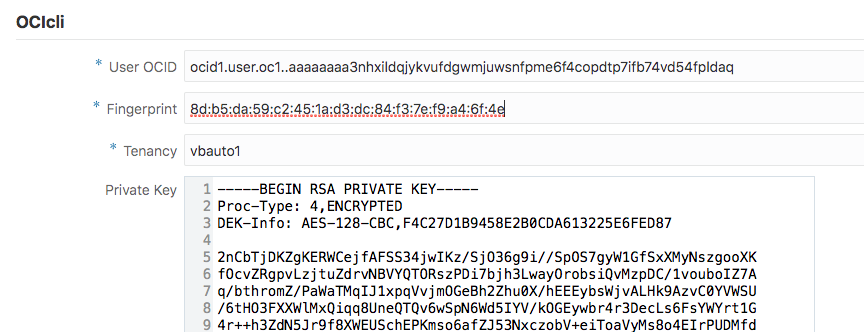 OCIcli
* User OCID ocid1.user.oc1..aaaaaaaa3nhxildqjykvufdgwmjuwsnfpme6f4copdtp7ifb74vd54fpldaq
* Fingerprint 8d:b5:da:59:c2:45:1a:d3:dc:84:f3:7e:f9:a4:6f:4e
* Tenancy vbauto1
Private Key 1 -----BEGIN RSA PRIVATE KEY-----
2 Proc-Type: 4,ENCRYPTED
3 DEK-Info: AES-128-CBC,F4C27D1B9458E2B0CDA613225E6FED87
4
5 2nCbTjDKZgKERWCejfAFSS34jwIKz/SjO36g9i//SpOS7gyW1GfSxXMyNszgooXK
6 fOcvZRgpvLzjtuZdrvNBVYQTORszPDi7bjh3LwayOrobsiQvMzpDC/1vouboIZ7A
7 q/bthromZ/PaWaTMqIJ1xpqVvjmOGeBh2Zhu0X/hEEEybsWjvALHk9AzvC0YVWSU
8 /6tHO3FXXWlMxQiqq8UneQTQv6wSpN6Wd5IYV/kOGEywbr4r3DecLs6FsYWYrt1G
9 4r++h3ZdN5Jr9f8XWEUSchEPKmso6afZJ53NxczobV+eiToaVyMs8o4EIrPUDMfd